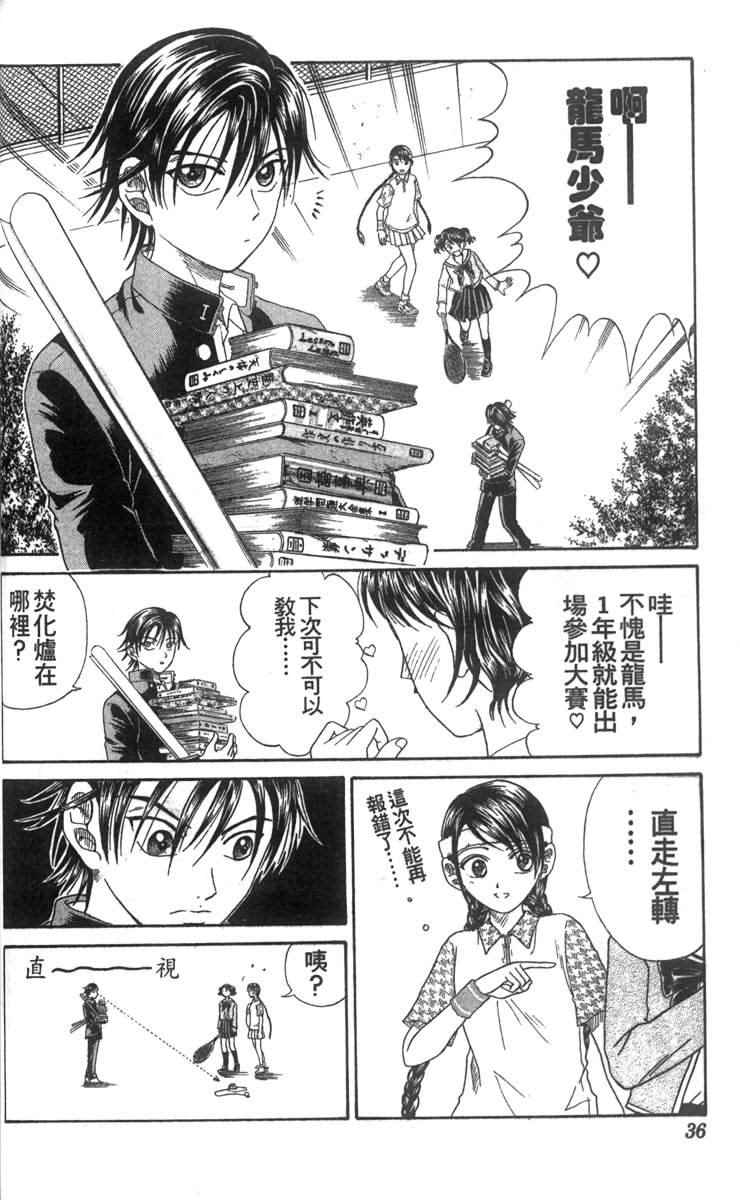 啊——
龍馬少爺♡
哇——
不愧是龍馬，
1年級就能出
場參加大賽♡
下次可不可以
教我……
焚化爐在
哪裡？
直走左轉
……
這次不能再
報錯了……。
咦？
直——視
36